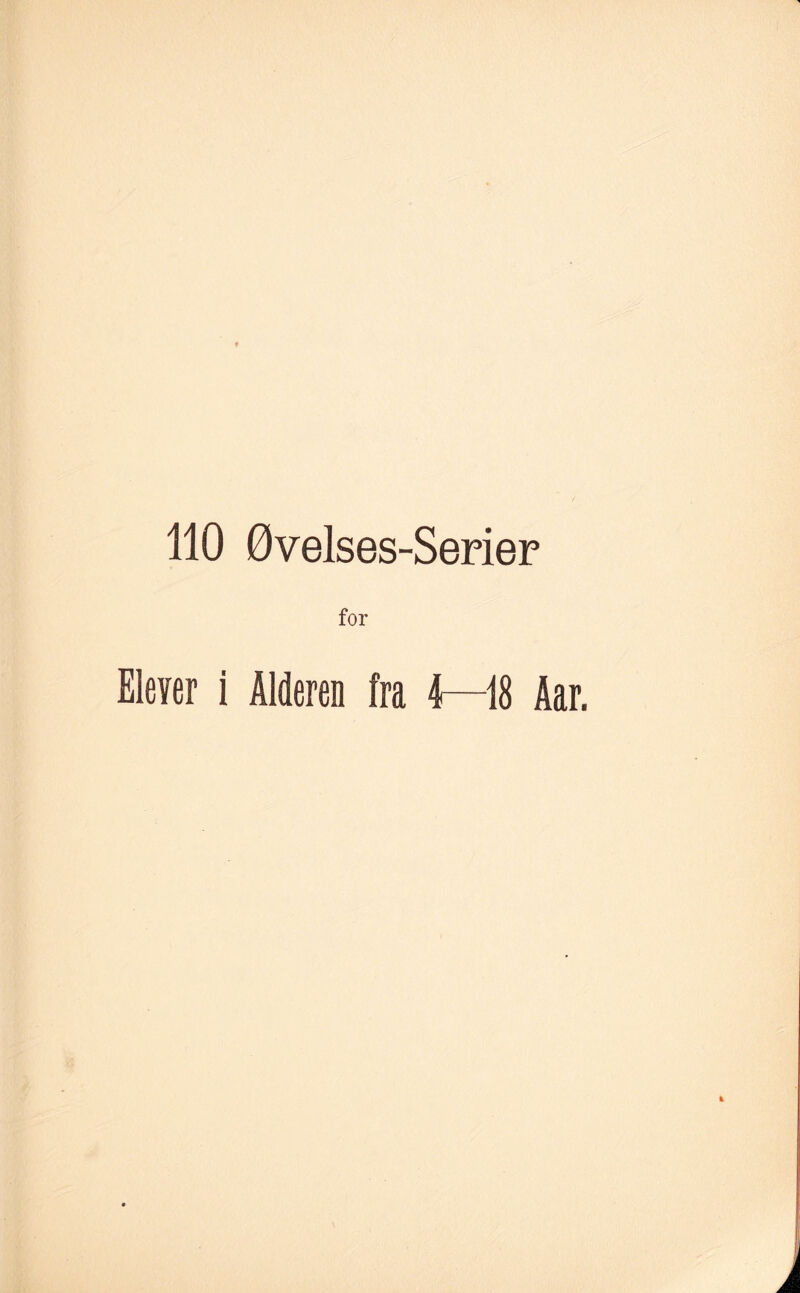 110 Øvelses-Serier
for
Elever i Alderen fra 4—18 Aar.